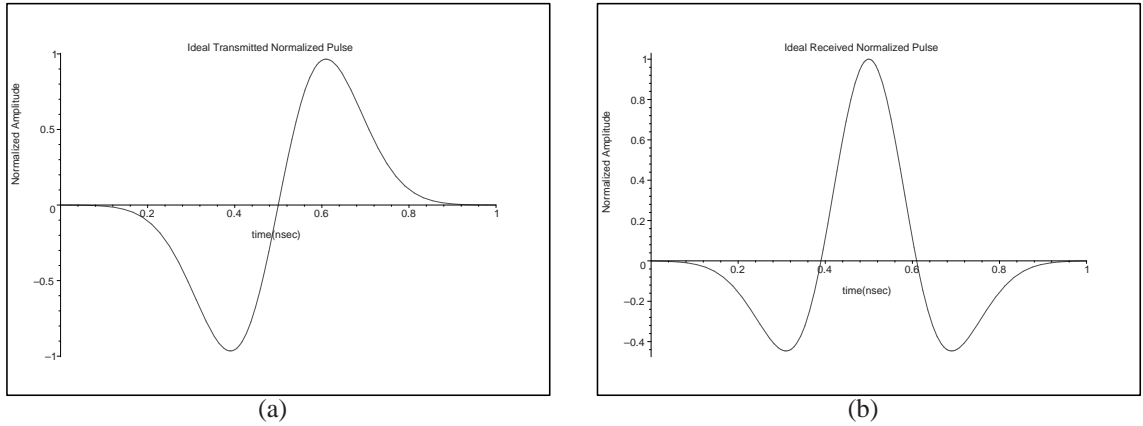 Ideal Transmitted Normalized Pulse
Normalized Amplitude
1
0.5
0
–0.5
–1
0.2
0.4
0.6
0.8
1
time(nsec)
(a)
Ideal Received Normalized Pulse
Normalized Amplitude
1
0.8
0.6
0.4
0.2
0
–0.2
–0.4
0.2
0.4
0.6
0.8
1
time(nsec)
(b)